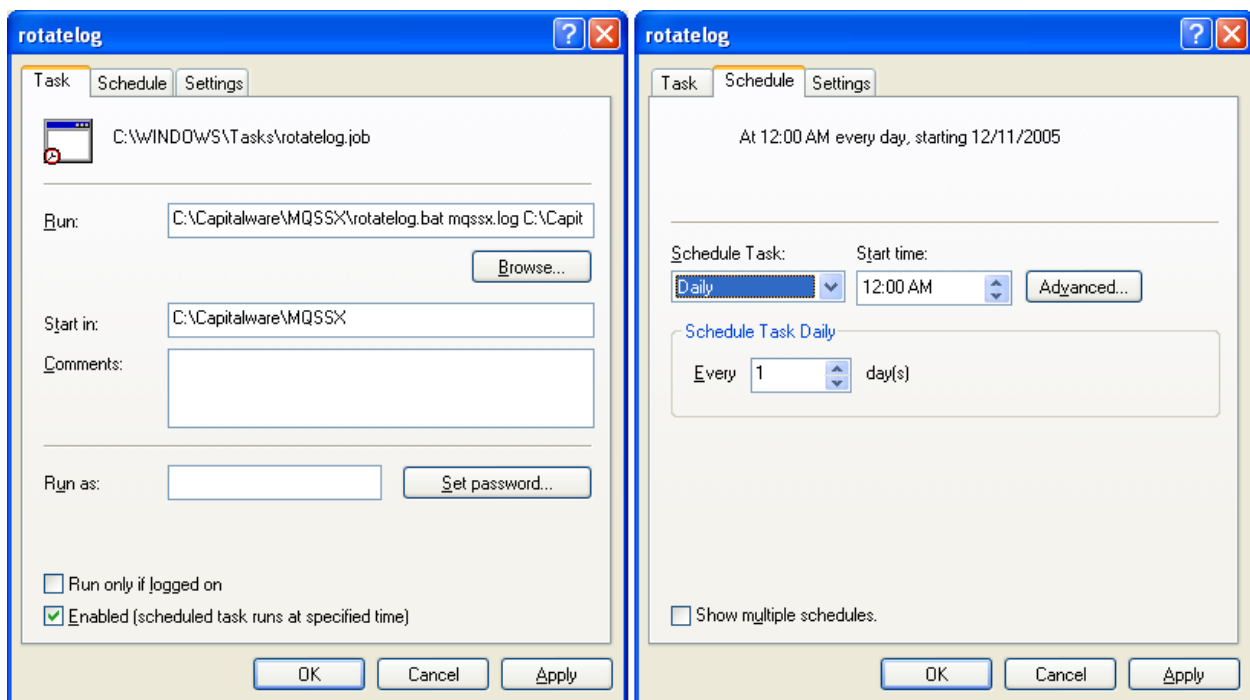 rotatelog
Task Schedule Settings
C:\WINDOWS\Tasks\rotatelog.job
Run: C:\Capitalware\MQSSX\rotatelog.bat mqssx.log C:\Capit
Browse...
Start in: C:\Capitalware\MQSSX
Comments:
Run as: Set password...
Run only if logged on
Enabled (scheduled task runs at specified time)
OK Cancel Apply
rotatelog
Task Schedule Settings
At 12:00 AM every day, starting 12/11/2005
Schedule Task: Start time:
Daily 12:00 AM Advanced...
Schedule Task Daily
Every 1 day(s)
Show multiple schedules.
OK Cancel Apply